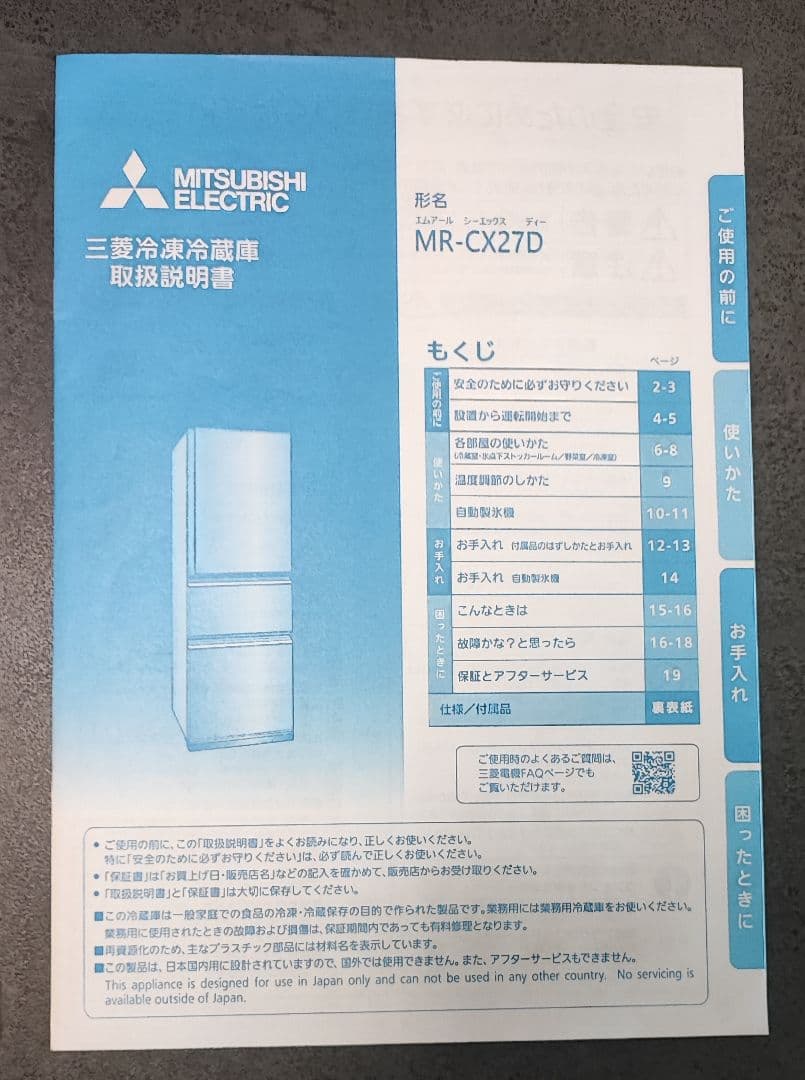 MITSUBISHI
ELECTRIC
三菱冷凍冷蔵庫
取扱説明書
形名
エムアール シーエックス ディー
MR-CX27D
もくじ
ページ
ご使用の前に
安全のために必ずお守りください 2-3
設置から運転開始まで 4-5
使いかた
各部屋の使いかた 6-8
(冷蔵室・氷点下ストッカールーム/野菜室/冷凍室)
温度調節のしかた 9
自動製氷機 10-11
お手入れ
お手入れ 付属品のはずしかたとお手入れ 12-13
お手入れ 自動製氷機 14
困ったときに
こんなときは 15-16
故障かな?と思ったら 16-18
保証とアフターサービス 19
仕様/付属品 裏表紙
ご使用時のよくあるご質問は、
三菱電機FAQページでも
ご覧いただけます。
ご使用の前に
使いかた
お手入れ
困ったときに
● ご使用の前に、この「取扱説明書」をよくお読みになり、正しくお使いください。
特に「安全のために必ずお守りください」は、必ず読んで正しくお使いください。
● 「保証書」は「お買上げ日・販売店名」などの記入を確かめて、販売店からお受け取りください。
● 「取扱説明書」と「保証書」は大切に保存してください。
■この冷蔵庫は一般家庭での食品の冷凍・冷蔵保存の目的で作られた製品です。業務用には業務用冷蔵庫をお使いください。
業務用に使用されたときの故障および損傷は、保証期間内であっても有料修理となります。
■再資源化のため、主なプラスチック部品には材料名を表示しています。
■この製品は、日本国内用に設計されていますので、国外では使用できません。また、アフターサービスもできません。
This appliance is designed for use in Japan only and can not be used in any other country. No servicing is
available outside of Japan.